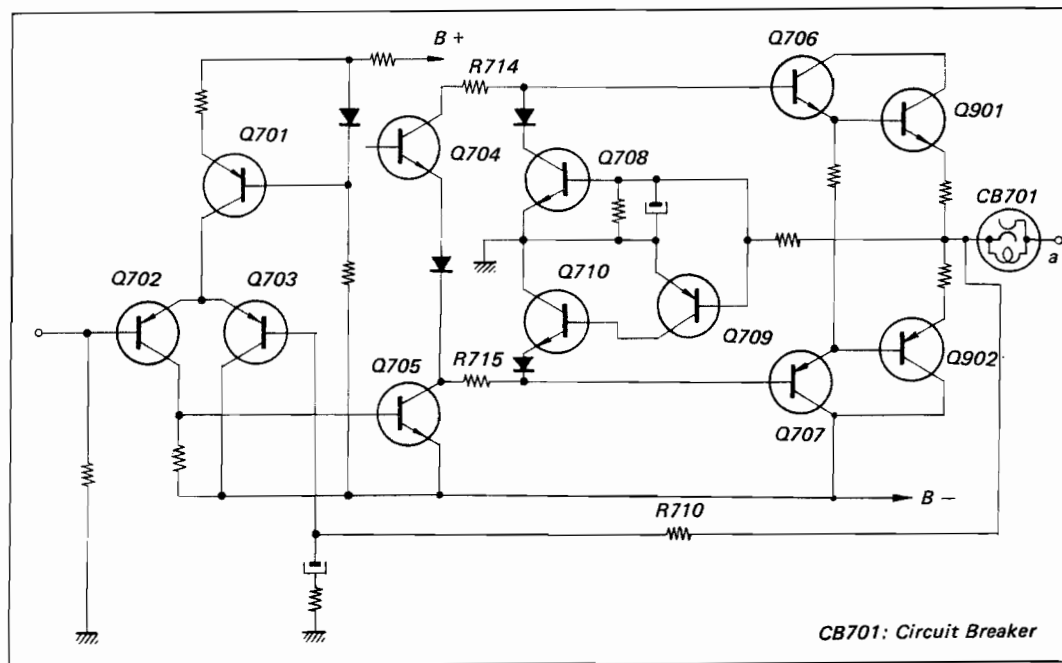 B +
R714
Q706
Q701
Q704
Q708
Q901
CB701
a
Q702
Q703
Q710
Q709
Q705
R715
Q902
Q707
B −
R710
CB701: Circuit Breaker